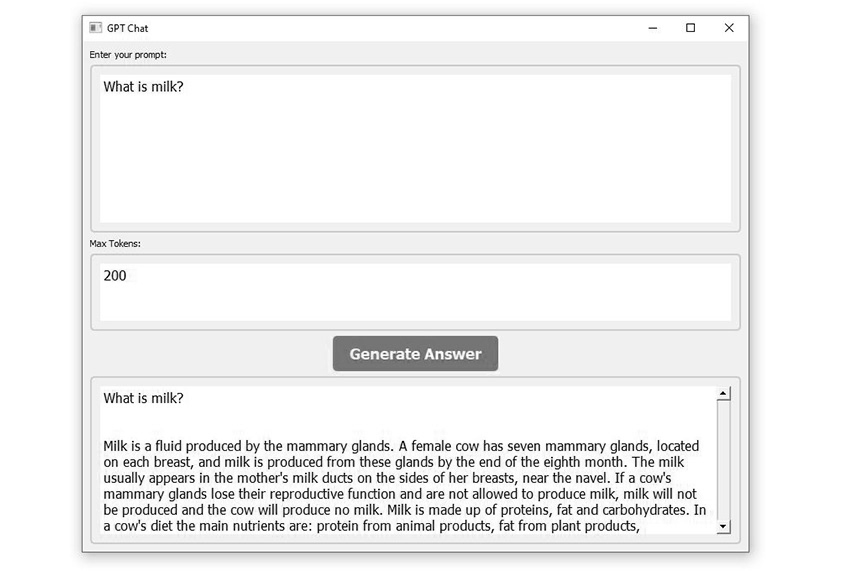 GPT Chat
Enter your prompt:
What is milk?
Max Tokens:
200
Generate Answer
What is milk?
Milk is a fluid produced by the mammary glands. A female cow has seven mammary glands, located
on each breast, and milk is produced from these glands by the end of the eighth month. The milk
usually appears in the mother's milk ducts on the sides of her breasts, near the navel. If a cow's
mammary glands lose their reproductive function and are not allowed to produce milk, milk will not
be produced and the cow will produce no milk. Milk is made up of proteins, fat and carbohydrates. In
a cow's diet the main nutrients are: protein from animal products, fat from plant products,